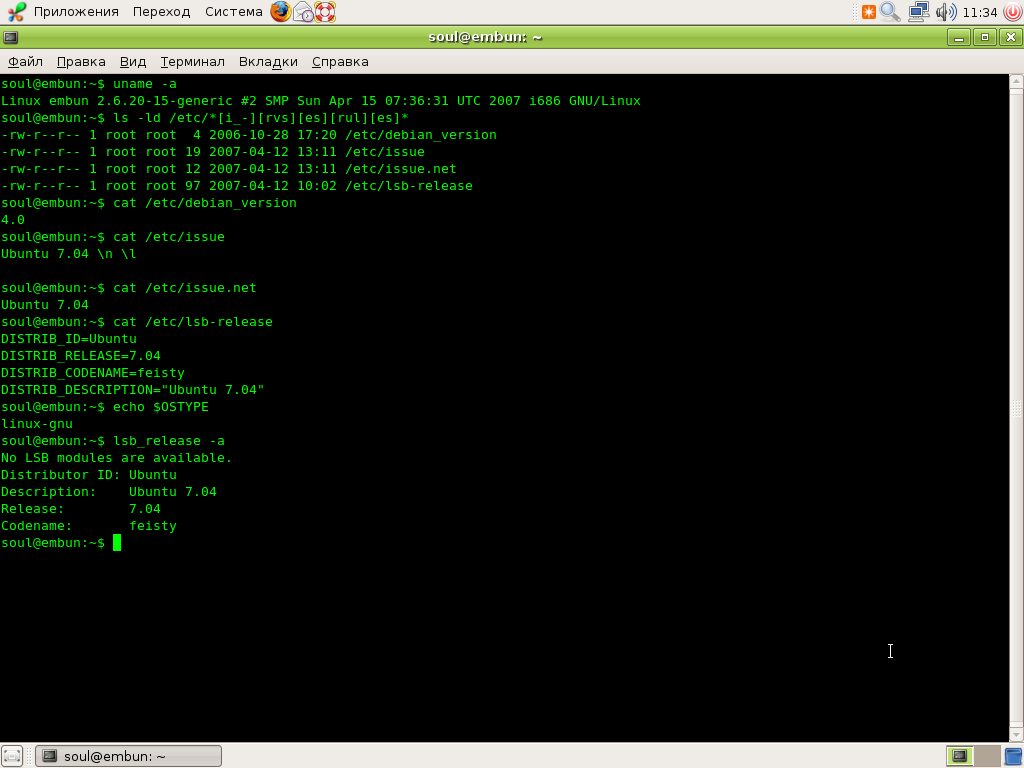 Приложения Переход Система 11:34
soul@embun: ~
Файл Правка Вид Терминал Вкладки Справка
soul@embun:~$ uname -a
Linux embun 2.6.20-15-generic #2 SMP Sun Apr 15 07:36:31 UTC 2007 i686 GNU/Linux
soul@embun:~$ ls -ld /etc/*[i_-][rvs][es][rul][es]*
-rw-r--r-- 1 root root  4 2006-10-28 17:20 /etc/debian_version
-rw-r--r-- 1 root root 19 2007-04-12 13:11 /etc/issue
-rw-r--r-- 1 root root 12 2007-04-12 13:11 /etc/issue.net
-rw-r--r-- 1 root root 97 2007-04-12 10:02 /etc/lsb-release
soul@embun:~$ cat /etc/debian_version
4.0
soul@embun:~$ cat /etc/issue
Ubuntu 7.04 \n \l
soul@embun:~$ cat /etc/issue.net
Ubuntu 7.04
soul@embun:~$ cat /etc/lsb-release
DISTRIB_ID=Ubuntu
DISTRIB_RELEASE=7.04
DISTRIB_CODENAME=feisty
DISTRIB_DESCRIPTION="Ubuntu 7.04"
soul@embun:~$ echo $OSTYPE
linux-gnu
soul@embun:~$ lsb_release -a
No LSB modules are available.
Distributor ID: Ubuntu
Description:    Ubuntu 7.04
Release:        7.04
Codename:       feisty
soul@embun:~$
soul@embun: ~